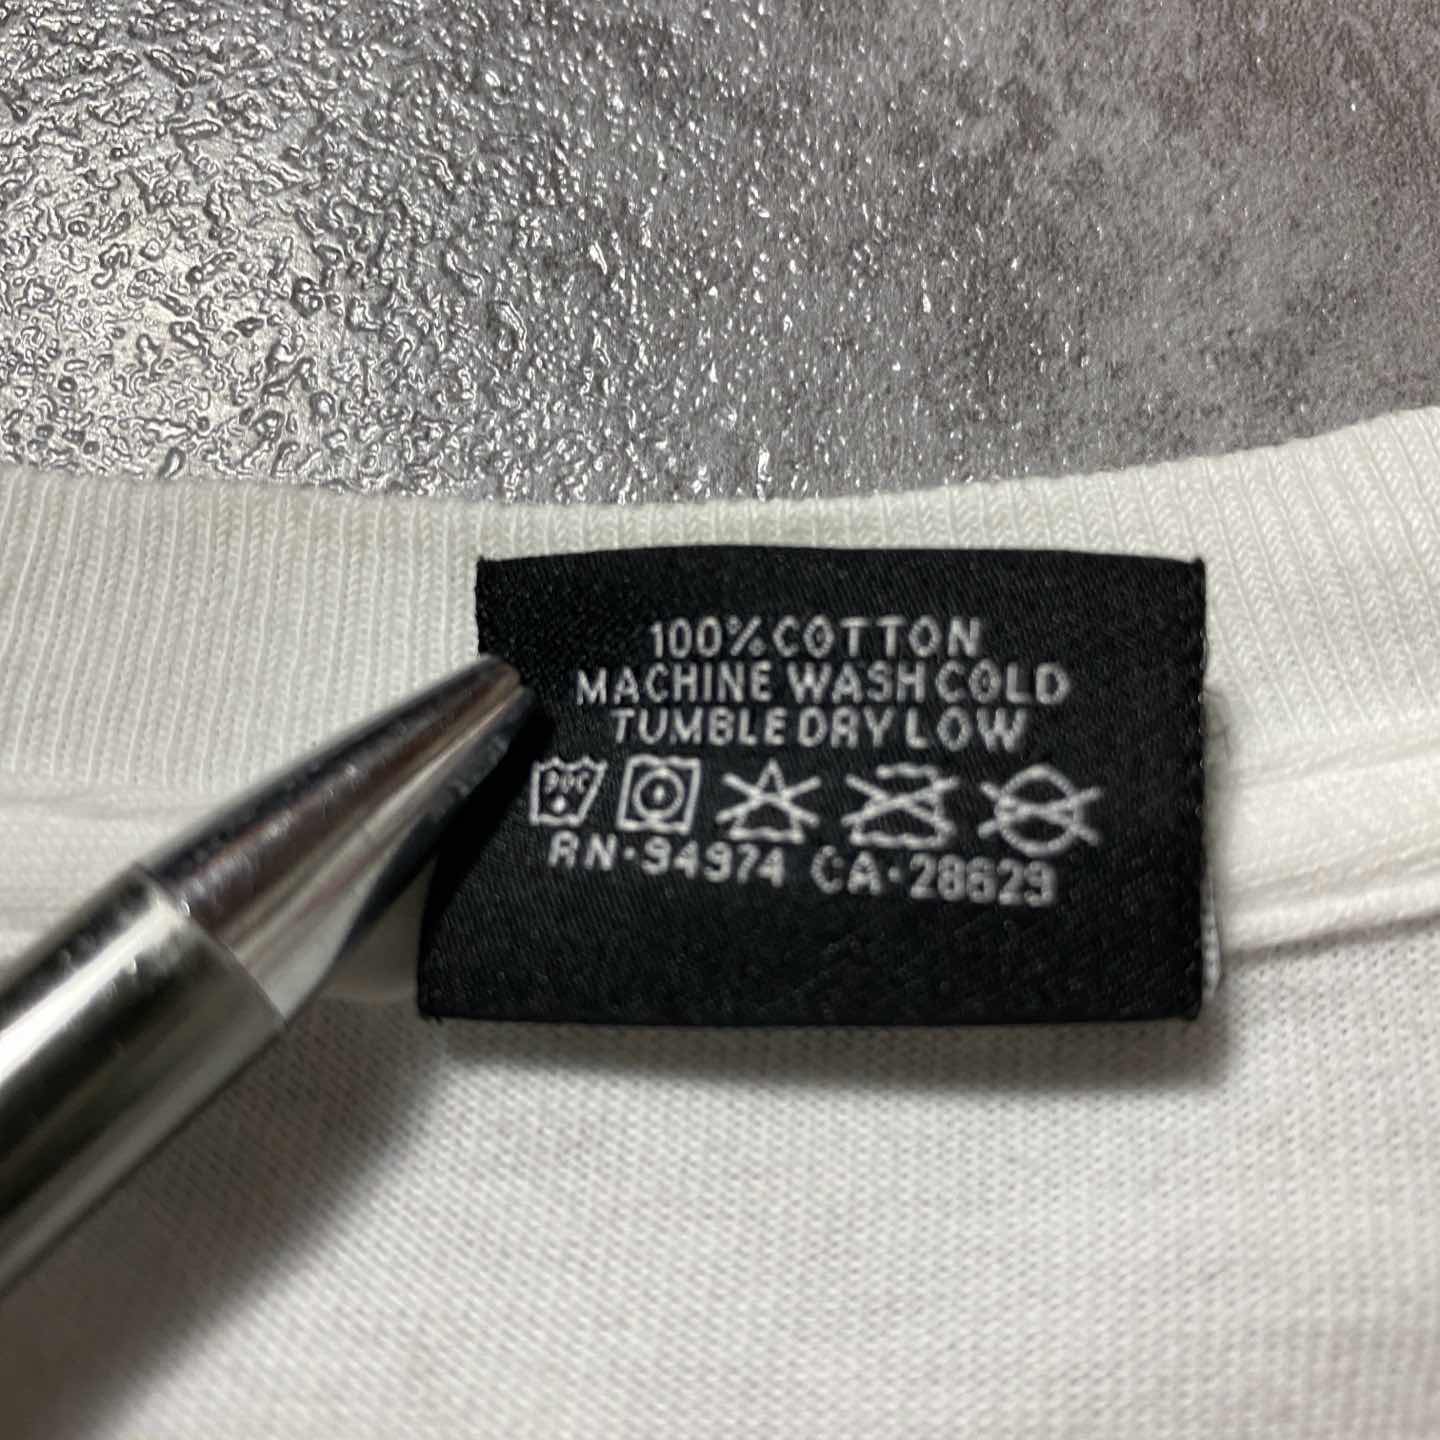 100% COTTON
MACHINE WASH COLD
TUMBLE DRY LOW
RN·94974 CA·28629